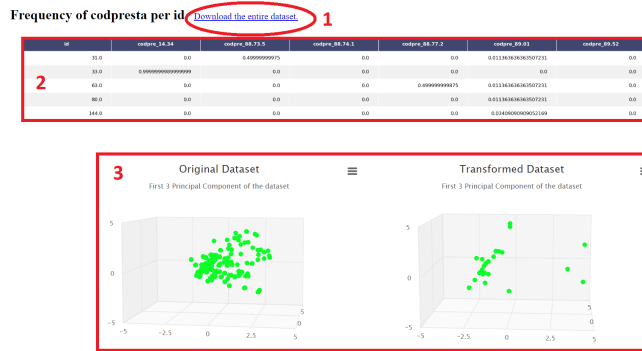 Frequency of codpresta per id Download the entire dataset. 1
id codpre_14.34 codpre_88.73.5 codpre_88.74.1 codpre_88.77.2 codpre_89.01 codpre_89.52
31.0 0.0 0.49999999975 0.0 0.0 0.011363636363507231 0.0
33.0 0.9999999989999999 0.0 0.0 0.0 0.0 0.0
2
63.0 0.0 0.0 0.0 0.499999999875 0.011363636363507231 0.0
80.0 0.0 0.0 0.0 0.0 0.011363636363507231 0.0
144.0 0.0 0.0 0.0 0.0 0.03409090909052169 0.0
3 Original Dataset
First 3 Principal Component of the dataset
5
0
-5
-5 -2.5 0 2.5 5
0
5
Transformed Dataset
First 3 Principal Component of the dataset
5
0
-5
-5 -2.5 0 2.5 5
0
5